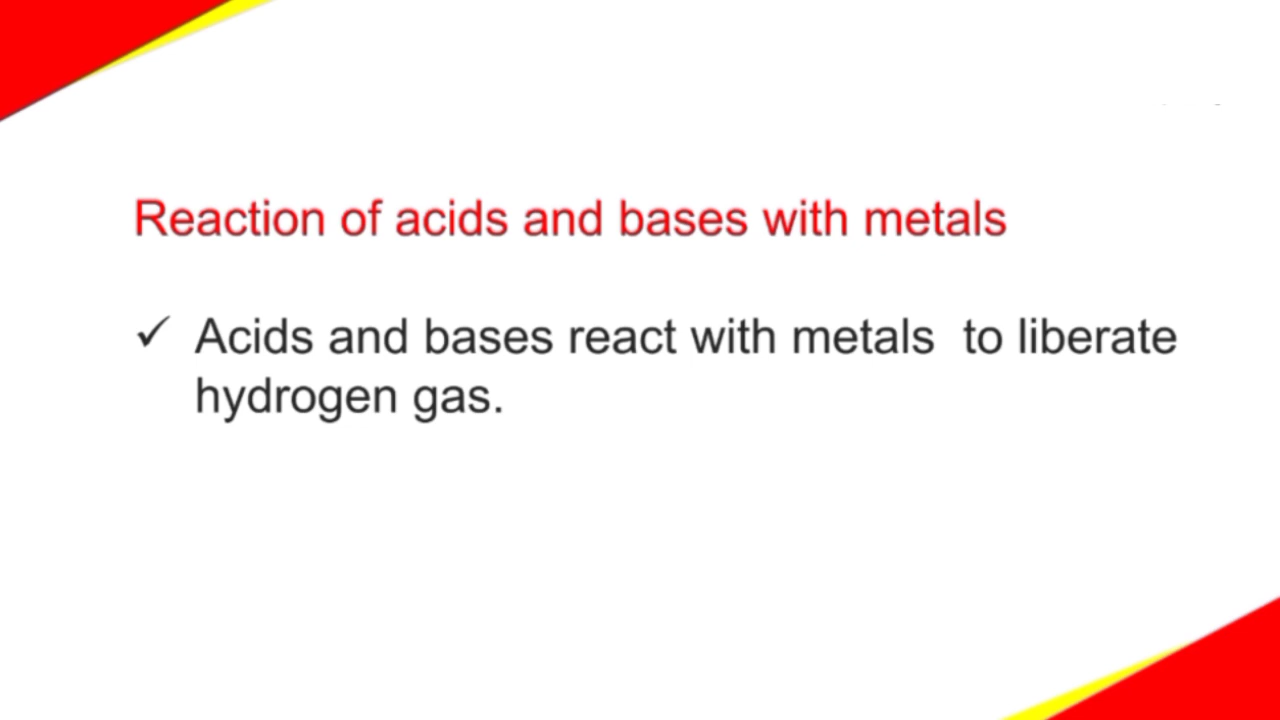 Reaction of acids and bases with metals
✓ Acids and bases react with metals to liberate
hydrogen gas.